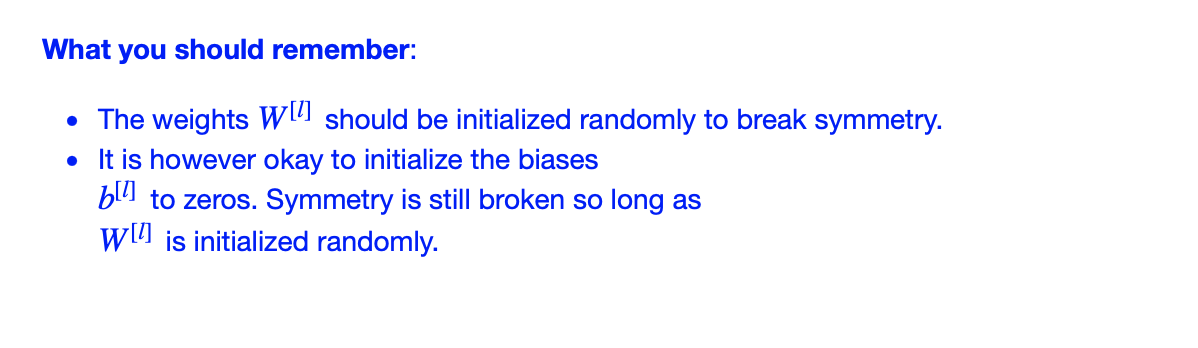 What you should remember:
• The weights W[l] should be initialized randomly to break symmetry.
• It is however okay to initialize the biases
b[l] to zeros. Symmetry is still broken so long as
W[l] is initialized randomly.